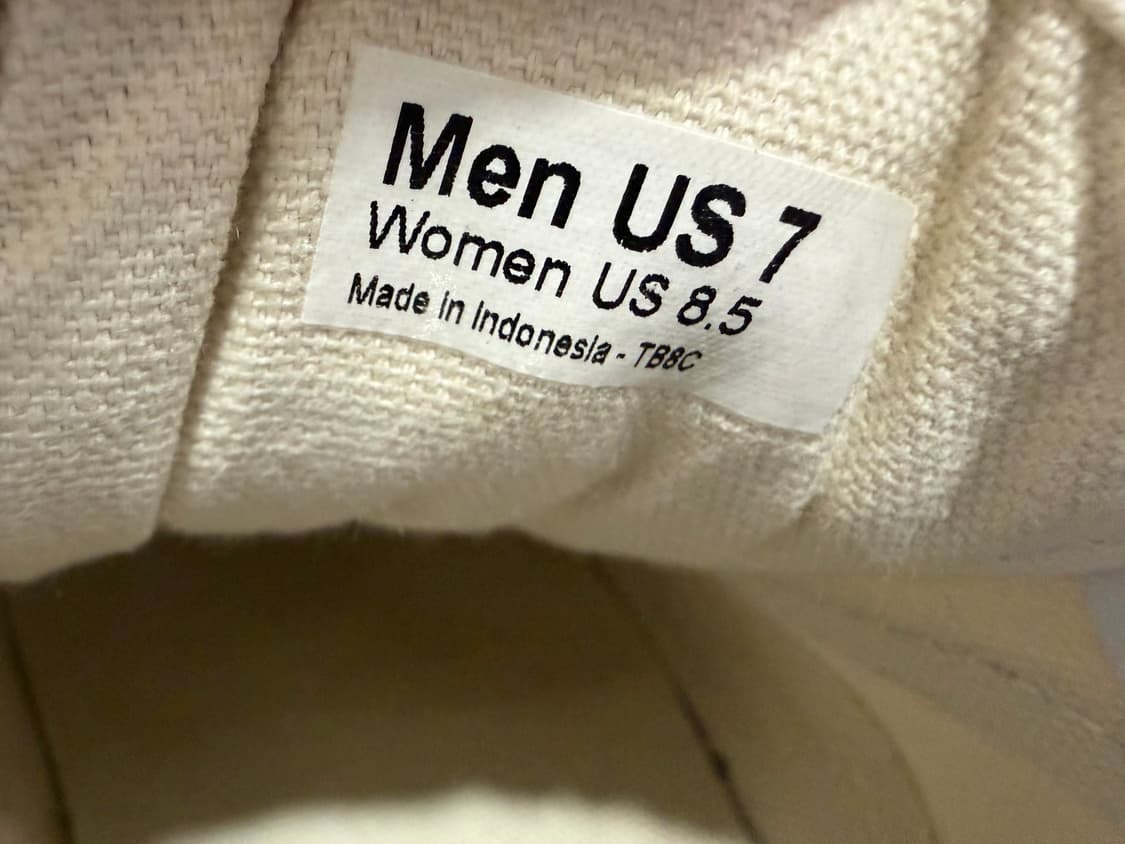 Men US 7
Women US 8.5
Made in Indonesia - TB8C